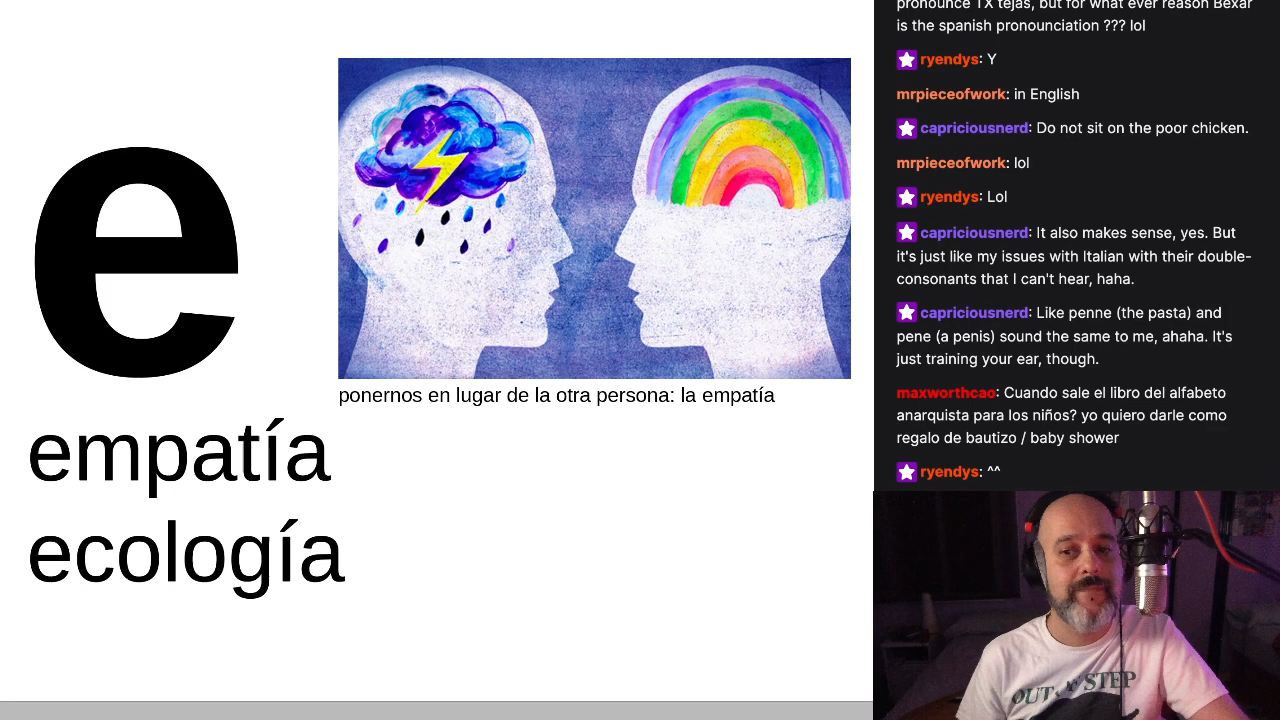 e
empatía
ecología
ponernos en lugar de la otra persona: la empatía
pronounce TX tejas, but for what ever reason Bexar
is the spanish pronounciation ??? lol
ryendys: Y
mrpieceofwork: in English
capriciousnerd: Do not sit on the poor chicken.
mrpieceofwork: lol
ryendys: Lol
capriciousnerd: It also makes sense, yes. But
it's just like my issues with Italian with their double-
consonants that I can't hear, haha.
capriciousnerd: Like penne (the pasta) and
pene (a penis) sound the same to me, ahaha. It's
just training your ear, though.
maxworthcao: Cuando sale el libro del alfabeto
anarquista para los niños? yo quiero darle como
regalo de bautizo / baby shower
ryendys: ^^
OUT OF STEP